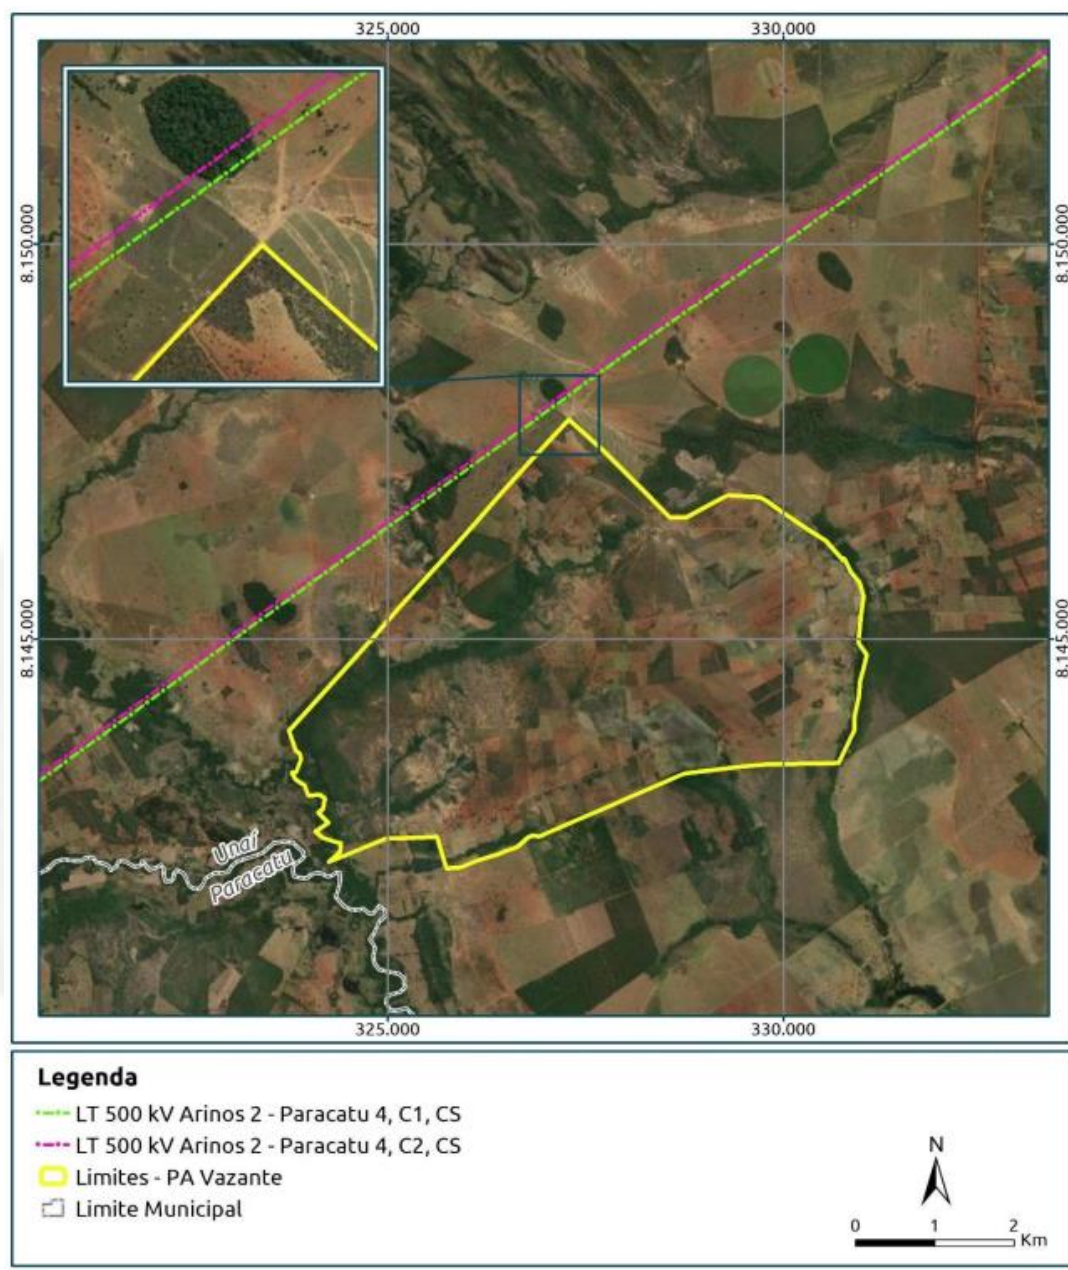 325.000
330.000
8.150.000
8.150.000
8.145.000
8.145.000
Unaí
Paracatu
325.000
330.000
Legenda
LT 500 kV Arinos 2 - Paracatu 4, C1, CS
LT 500 kV Arinos 2 - Paracatu 4, C2, CS
Limites - PA Vazante
Limite Municipal
N
0 1 2
Km